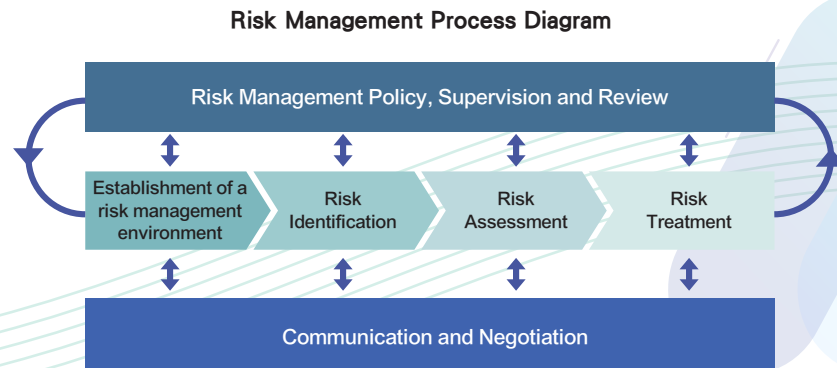 Risk Management Process Diagram
Risk Management Policy, Supervision and Review
Establishment of a
risk management
environment
Risk
Identification
Risk
Assessment
Risk
Treatment
Communication and Negotiation